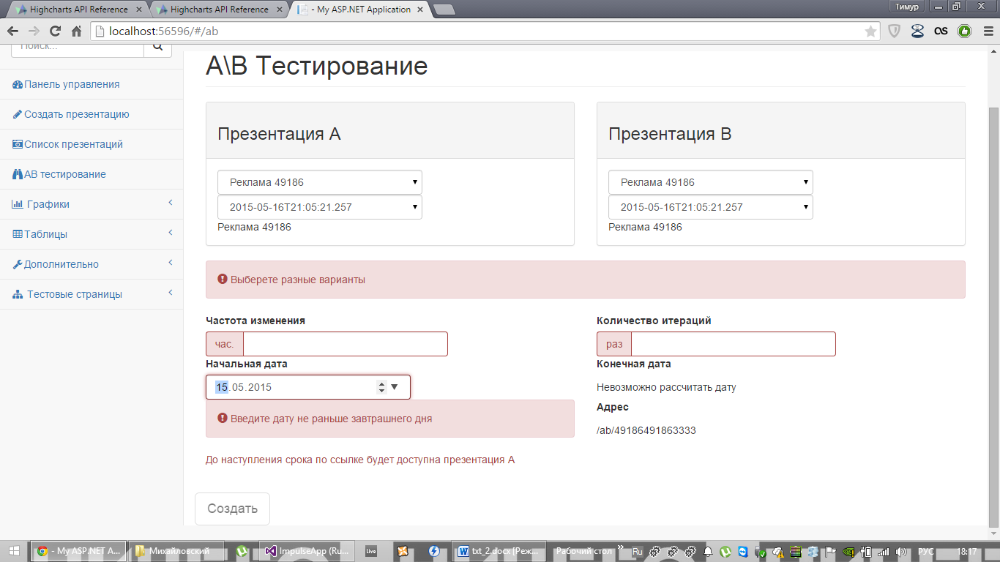 Highcharts API Reference
Highcharts API Reference
- My ASP.NET Application
Тимур
localhost:56596/#/ab
Поиск...
Панель управления
Создать презентацию
Список презентаций
АВ тестирование
Графики
Таблицы
Дополнительно
Тестовые страницы
А\В Тестирование
Презентация А
Презентация В
Реклама 49186
Реклама 49186
2015-05-16T21:05:21.257
2015-05-16T21:05:21.257
Реклама 49186
Реклама 49186
Выберете разные варианты
Частота изменения
Количество итераций
час.
раз
Начальная дата
Конечная дата
15.05.2015
Невозможно рассчитать дату
Введите дату не раньше завтрашнего дня
Адрес
/ab/49186491863333
До наступления срока по ссылке будет доступна презентация А
Создать
- My ASP.NET A...
Михайловский
ImpulseApp (Ru...
live
txt_2.docx [Реж...
Рабочий стол
Ru
РУС
18:17